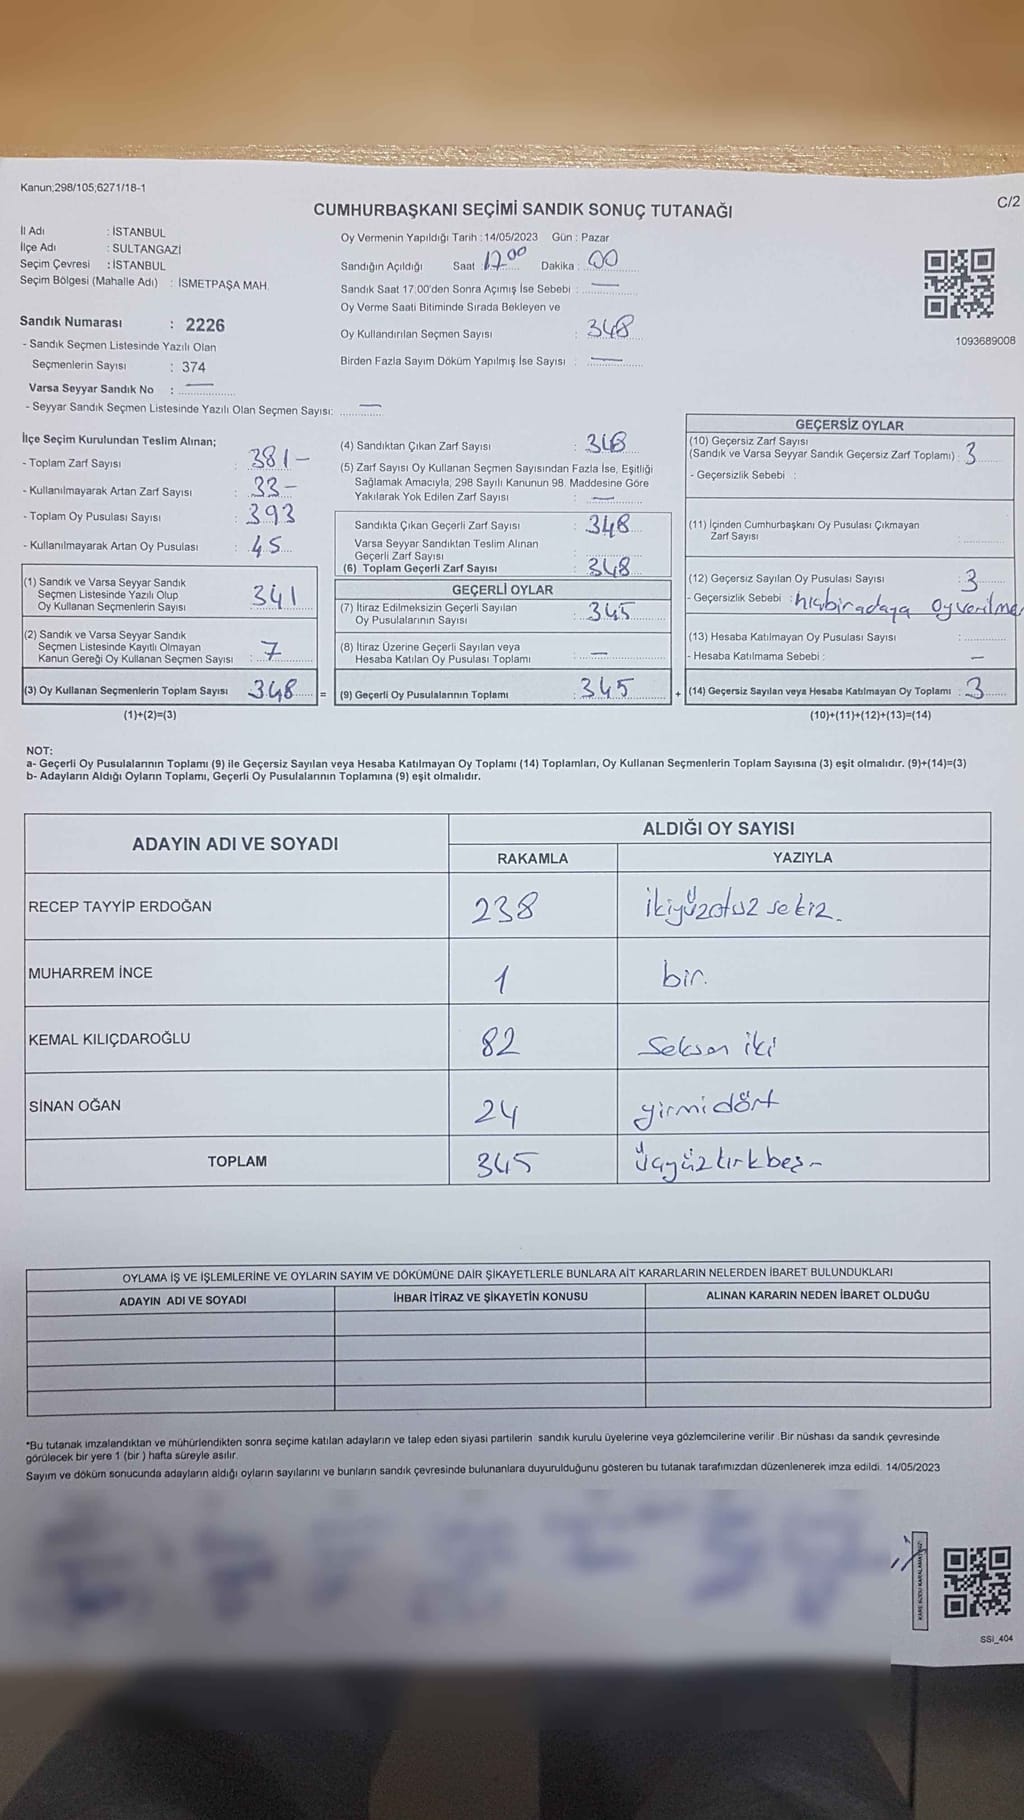 Kanun;298/105;6271/18-1
C/2
CUMHURBAŞKANI SEÇİMİ SANDIK SONUÇ TUTANAĞI
İl Adı : İSTANBUL
İlçe Adı : SULTANGAZİ
Seçim Çevresi : İSTANBUL
Seçim Bölgesi (Mahalle Adı) : İSMETPAŞA MAH.
Sandık Numarası : 2226
- Sandık Seçmen Listesinde Yazılı Olan
Seçmenlerin Sayısı : 374
Varsa Seyyar Sandık No : —
- Seyyar Sandık Seçmen Listesinde Yazılı Olan Seçmen Sayısı: —
Oy Vermenin Yapıldığı Tarih : 14/05/2023 Gün : Pazar
Sandığın Açıldığı Saat 17.00 Dakika : 00
Sandık Saat 17:00'den Sonra Açımış İse Sebebi : —
Oy Verme Saati Bitiminde Sırada Bekleyen ve
Oy Kullandırılan Seçmen Sayısı : 348
Birden Fazla Sayım Döküm Yapılmış İse Sayısı : —
1093689008
İlçe Seçim Kurulundan Teslim Alınan;
- Toplam Zarf Sayısı : 381 -
- Kullanılmayarak Artan Zarf Sayısı : 33 -
- Toplam Oy Pusulası Sayısı : 393
- Kullanılmayarak Artan Oy Pusulası : 45
(1) Sandık ve Varsa Seyyar Sandık
Seçmen Listesinde Yazılı Olup
Oy Kullanan Seçmenlerin Sayısı : 341
(2) Sandık ve Varsa Seyyar Sandık
Seçmen Listesinde Kayıtlı Olmayan
Kanun Gereği Oy Kullanan Seçmen Sayısı : 7
(3) Oy Kullanan Seçmenlerin Toplam Sayısı 348 =
(1)+(2)=(3)
(4) Sandıktan Çıkan Zarf Sayısı : 348
(5) Zarf Sayısı Oy Kullanan Seçmen Sayısından Fazla İse, Eşitliği
Sağlamak Amacıyla, 298 Sayılı Kanunun 98. Maddesine Göre
Yakılarak Yok Edilen Zarf Sayısı : —
Sandıkta Çıkan Geçerli Zarf Sayısı : 348
Varsa Seyyar Sandıktan Teslim Alınan
Geçerli Zarf Sayısı :
(6) Toplam Geçerli Zarf Sayısı : 348
GEÇERLİ OYLAR
(7) İtiraz Edilmeksizin Geçerli Sayılan
Oy Pusulalarının Sayısı : 345
(8) İtiraz Üzerine Geçerli Sayılan veya
Hesaba Katılan Oy Pusulası Toplamı : —
(9) Geçerli Oy Pusulalarının Toplamı : 345 +
GEÇERSİZ OYLAR
(10) Geçersiz Zarf Sayısı
(Sandık ve Varsa Seyyar Sandık Geçersiz Zarf Toplamı) : 3
- Geçersizlik Sebebi :
(11) İçinden Cumhurbaşkanı Oy Pusulası Çıkmayan
Zarf Sayısı :
(12) Geçersiz Sayılan Oy Pusulası Sayısı : 3
- Geçersizlik Sebebi : hiçbir adaya oy verilme
(13) Hesaba Katılmayan Oy Pusulası Sayısı :
- Hesaba Katılmama Sebebi : —
(14) Geçersiz Sayılan veya Hesaba Katılmayan Oy Toplamı : 3
(10)+(11)+(12)+(13)=(14)
NOT:
a- Geçerli Oy Pusulalarının Toplamı (9) ile Geçersiz Sayılan veya Hesaba Katılmayan Oy Toplamı (14) Toplamları, Oy Kullanan Seçmenlerin Toplam Sayısına (3) eşit olmalıdır. (9)+(14)=(3)
b- Adayların Aldığı Oyların Toplamı, Geçerli Oy Pusulalarının Toplamına (9) eşit olmalıdır.
ADAYIN ADI VE SOYADI
ALDIĞI OY SAYISI
RAKAMLA YAZIYLA
RECEP TAYYİP ERDOĞAN 238 ikiyüzotuz sekiz.
MUHARREM İNCE 1 bir.
KEMAL KILIÇDAROĞLU 82 Seksen iki
SİNAN OĞAN 24 yirmidört
TOPLAM 345 üçyüzkırkbeş -
OYLAMA İŞ VE İŞLEMLERİNE VE OYLARIN SAYIM VE DÖKÜMÜNE DAİR ŞİKAYETLERLE BUNLARA AİT KARARLARIN NELERDEN İBARET BULUNDUKLARI
ADAYIN ADI VE SOYADI İHBAR İTİRAZ VE ŞİKAYETİN KONUSU ALINAN KARARIN NEDEN İBARET OLDUĞU
*Bu tutanak imzalandıktan ve mühürlendikten sonra seçime katılan adayların ve talep eden siyasi partilerin sandık kurulu üyelerine veya gözlemcilerine verilir. Bir nüshası da sandık çevresinde
görülecek bir yere 1 (bir ) hafta süreyle asılır.
Sayım ve döküm sonucunda adayların aldığı oyların sayılarını ve bunların sandık çevresinde bulunanlara duyurulduğunu gösteren bu tutanak tarafımızdan düzenlenerek imza edildi. 14/05/2023
KARE KODU KARALAMAYINIZ
SSİ_404